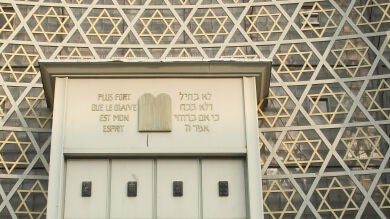 PLUS FORT
QUE LE GLAIVE
EST MON
ESPRIT
לא בחיל
ולא בכח
כי אם ברוחי
אמר ה'